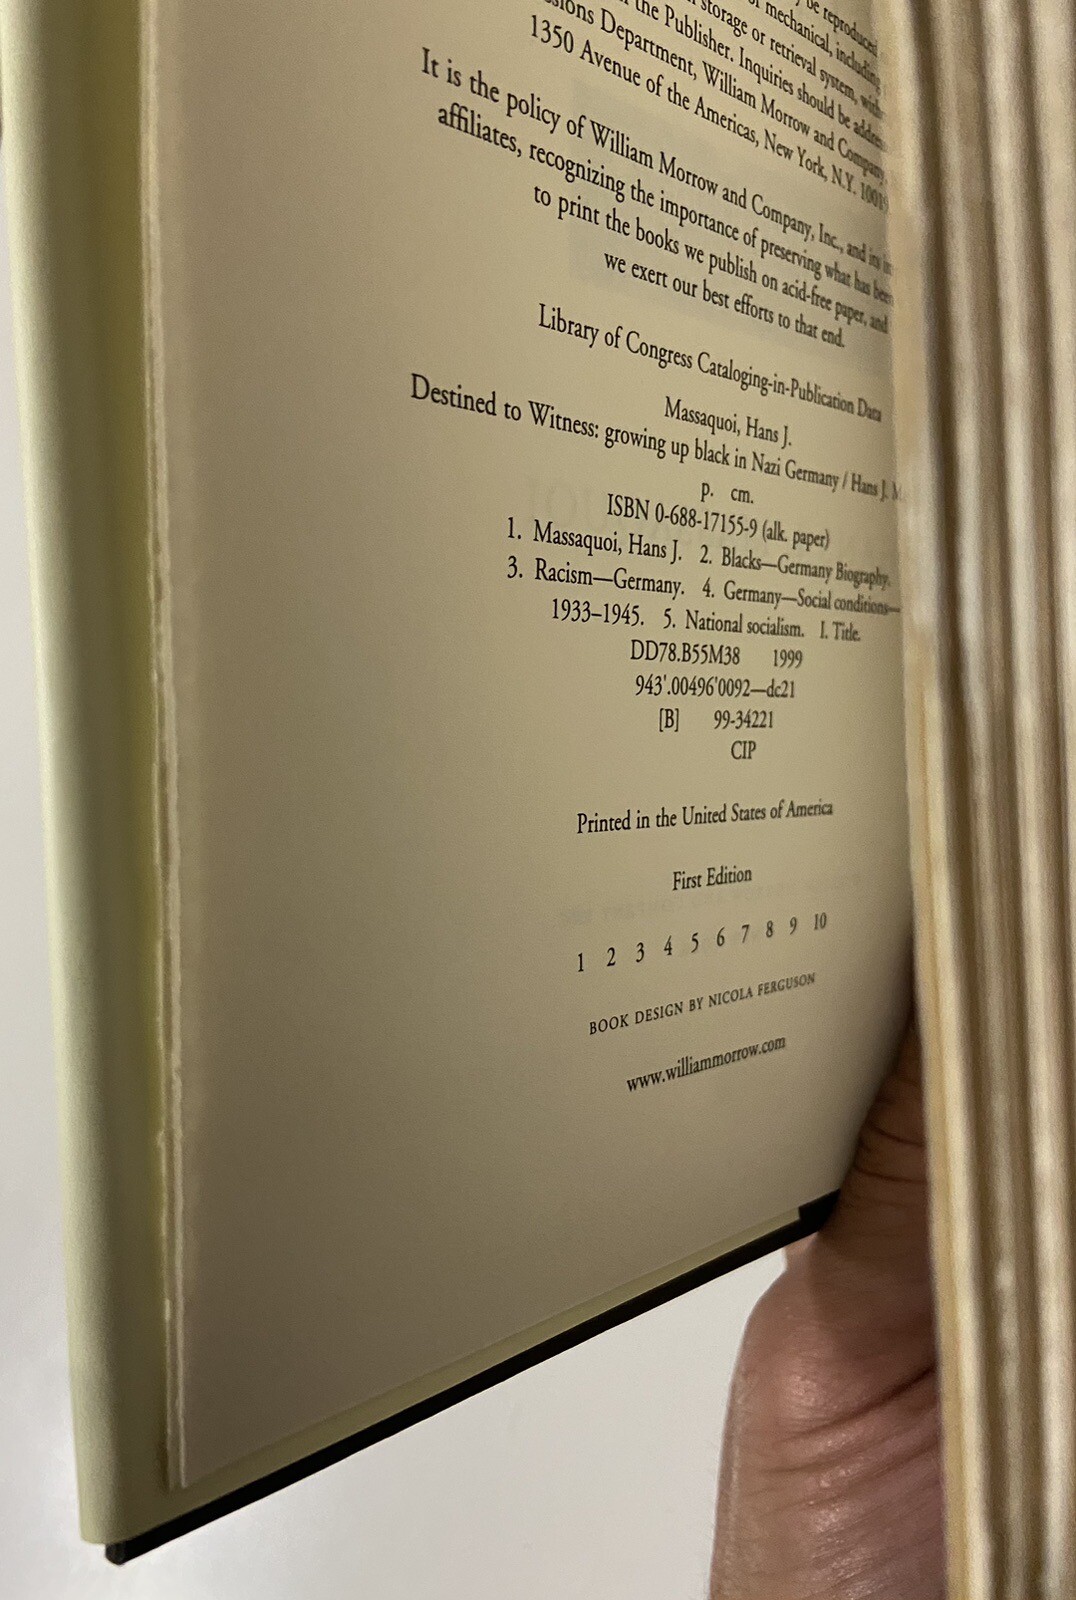 be reproduced
mechanical, including
storage or retrieval system,
the Publisher. Inquiries should be
Department, William Morrow and Company,
1350 Avenue of the Americas, New York, N.Y. 10019
It is the policy of William Morrow and Company, Inc., and its
affiliates, recognizing the importance of preserving what has been
to print the books we publish on acid-free paper, and
we exert our best efforts to that end.
Library of Congress Cataloging-in-Publication Data
Massaquoi, Hans J.
Destined to Witness: growing up black in Nazi Germany / Hans J. M
p. cm.
ISBN 0-688-17155-9 (alk. paper)
1. Massaquoi, Hans J. 2. Blacks—Germany Biography.
3. Racism—Germany. 4. Germany—Social conditions—
1933–1945. 5. National socialism. I. Title.
DD78.B55M38 1999
943'.00496'0092—dc21
[B] 99-34221
CIP
Printed in the United States of America
First Edition
1 2 3 4 5 6 7 8 9 10
BOOK DESIGN BY NICOLA FERGUSON
www.williammorrow.com